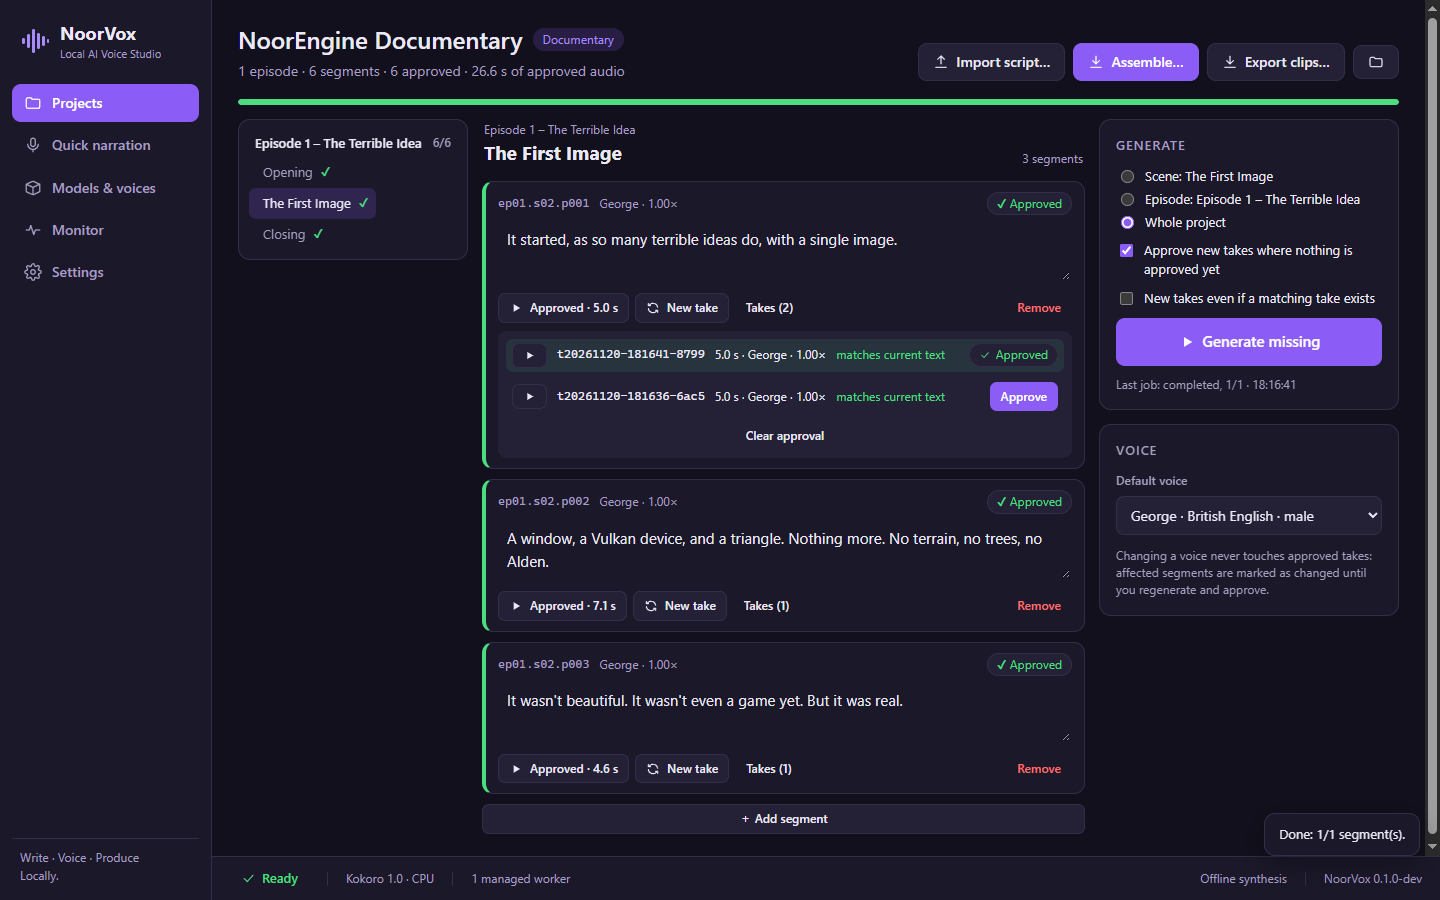 NoorVox
Local AI Voice Studio
Projects
Quick narration
Models & voices
Monitor
Settings
Write · Voice · Produce
Locally.
NoorEngine Documentary
Documentary
1 episode · 6 segments · 6 approved · 26.6 s of approved audio
Import script...
Assemble...
Export clips...
Episode 1 – The Terrible Idea 6/6
Opening ✓
The First Image ✓
Closing ✓
Episode 1 – The Terrible Idea
The First Image
3 segments
ep01.s02.p001 George · 1.00×
✓ Approved
It started, as so many terrible ideas do, with a single image.
Approved · 5.0 s
New take
Takes (2)
Remove
t20261120-181641-8799 5.0 s · George · 1.00× matches current text
✓ Approved
t20261120-181636-6ac5 5.0 s · George · 1.00× matches current text
Approve
Clear approval
ep01.s02.p002 George · 1.00×
✓ Approved
A window, a Vulkan device, and a triangle. Nothing more. No terrain, no trees, no
Alden.
Approved · 7.1 s
New take
Takes (1)
Remove
ep01.s02.p003 George · 1.00×
✓ Approved
It wasn't beautiful. It wasn't even a game yet. But it was real.
Approved · 4.6 s
New take
Takes (1)
Remove
+ Add segment
GENERATE
Scene: The First Image
Episode: Episode 1 – The Terrible Idea
Whole project
Approve new takes where nothing is
approved yet
New takes even if a matching take exists
Generate missing
Last job: completed, 1/1 · 18:16:41
VOICE
Default voice
George · British English · male
Changing a voice never touches approved takes:
affected segments are marked as changed until
you regenerate and approve.
Done: 1/1 segment(s).
✓ Ready
Kokoro 1.0 · CPU
1 managed worker
Offline synthesis
NoorVox 0.1.0-dev